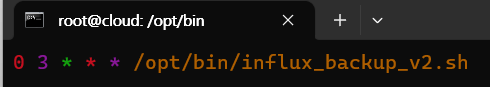 root@cloud: /opt/bin
0 3 * * * /opt/bin/influx_backup_v2.sh